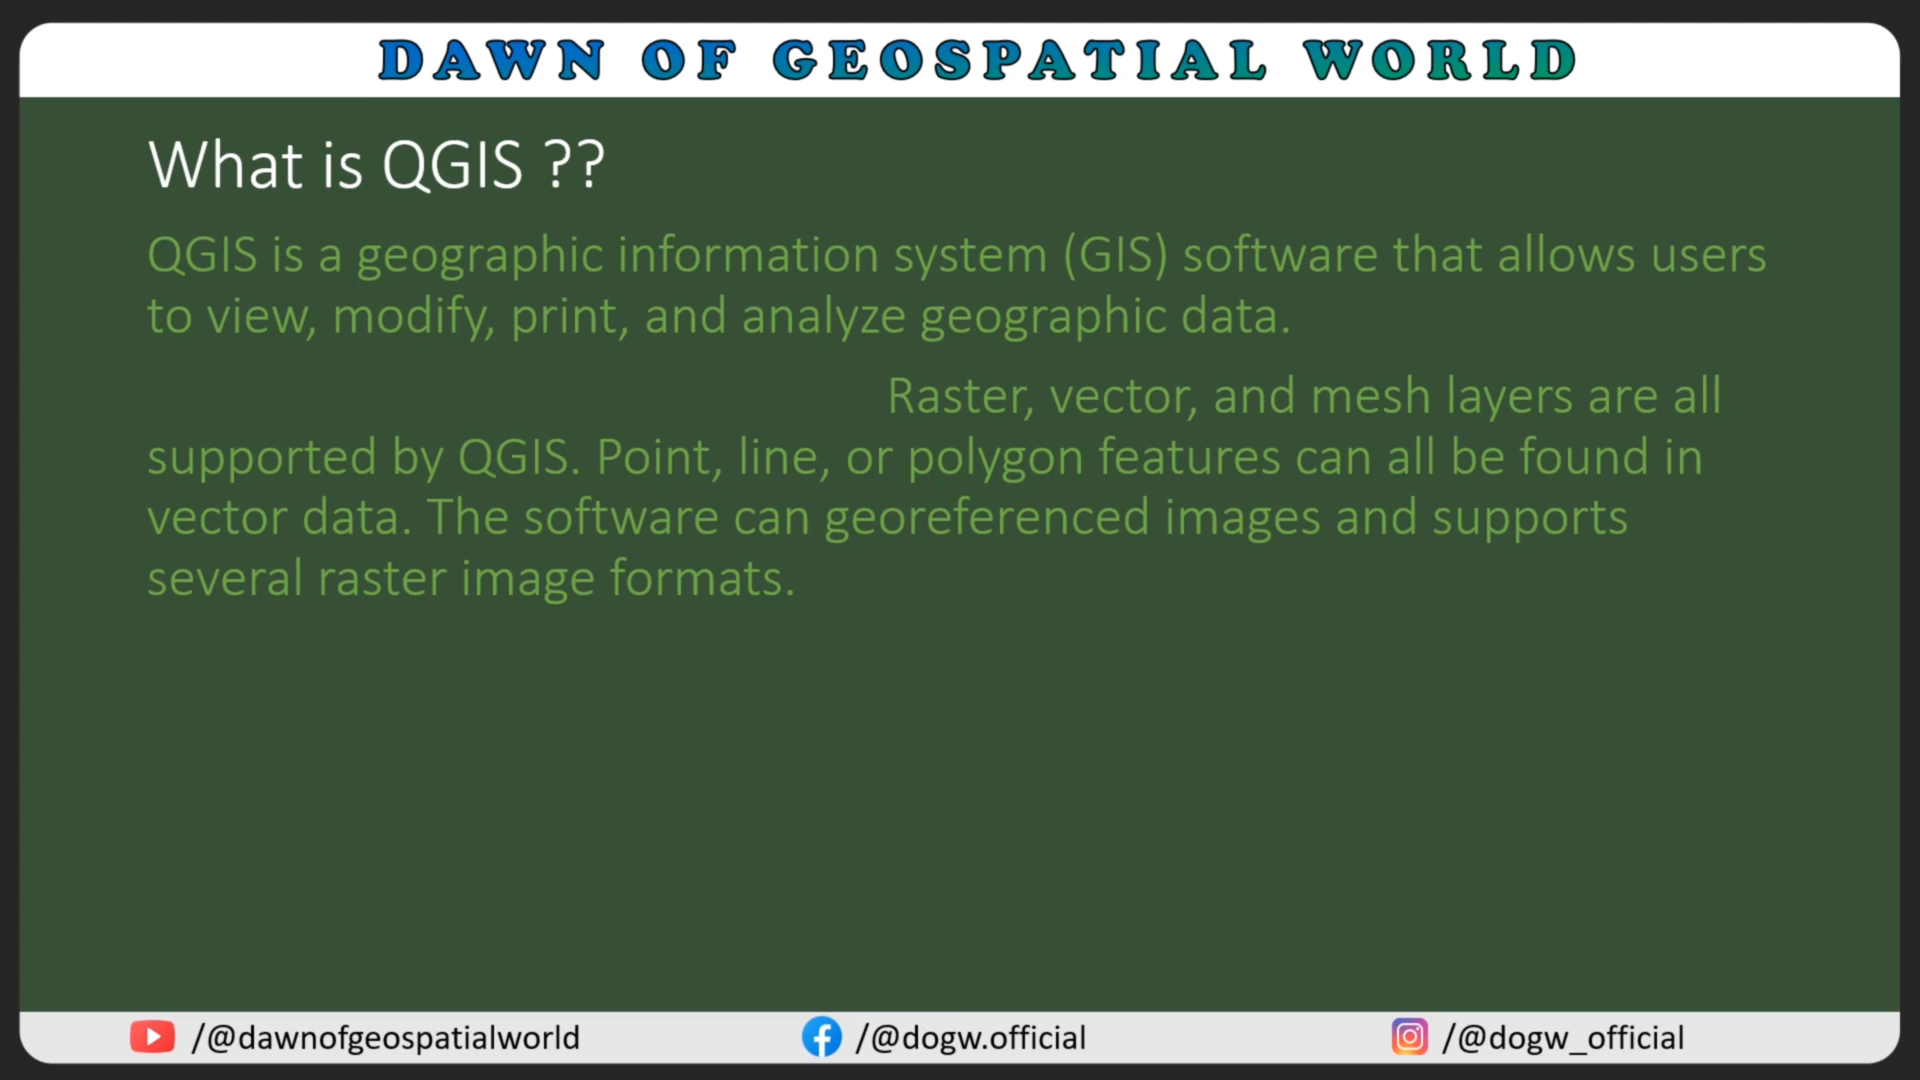 DAWN OF GEOSPATIAL WORLD
What is QGIS ??
QGIS is a geographic information system (GIS) software that allows users
to view, modify, print, and analyze geographic data.
Raster, vector, and mesh layers are all
supported by QGIS. Point, line, or polygon features can all be found in
vector data. The software can georeferenced images and supports
several raster image formats.
/@dawnofgeospatialworld
/@dogw.official
/@dogw_official